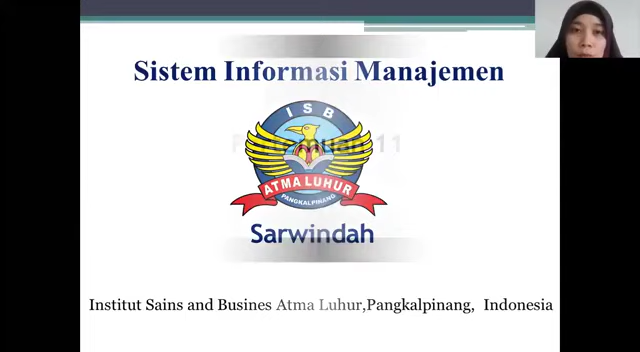 Sistem Informasi Manajemen
ISB
ATMA LUHUR
PANGKALPINANG
Sarwindah
Institut Sains and Busines Atma Luhur,Pangkalpinang, Indonesia